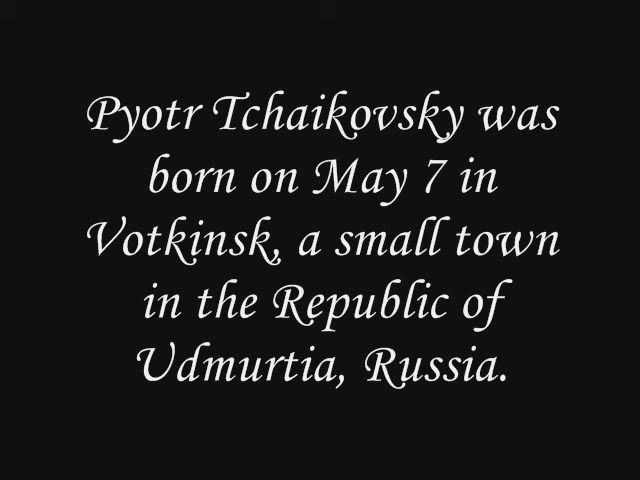 Pyotr Tchaikovsky was
born on May 7 in
Votkinsk, a small town
in the Republic of
Udmurtia, Russia.